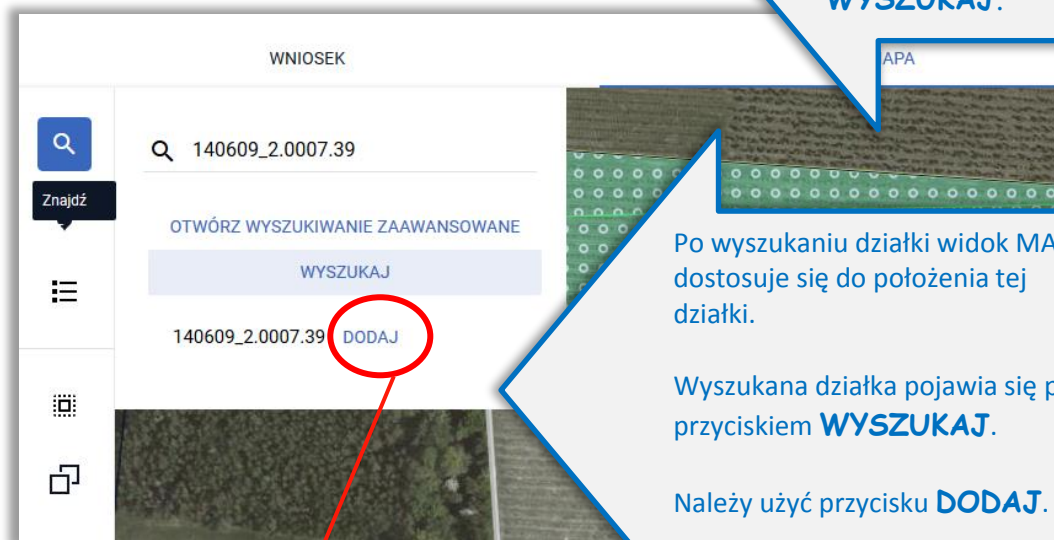 WYSZUKAJ.
WNIOSEK
APA
140609_2.0007.39
Znajdź
OTWÓRZ WYSZUKIWANIE ZAAWANSOWANE
WYSZUKAJ
140609_2.0007.39 DODAJ
Po wyszukaniu działki widok MA
dostosuje się do położenia tej
działki.
Wyszukana działka pojawia się p
przyciskiem WYSZUKAJ.
Należy użyć przycisku DODAJ.